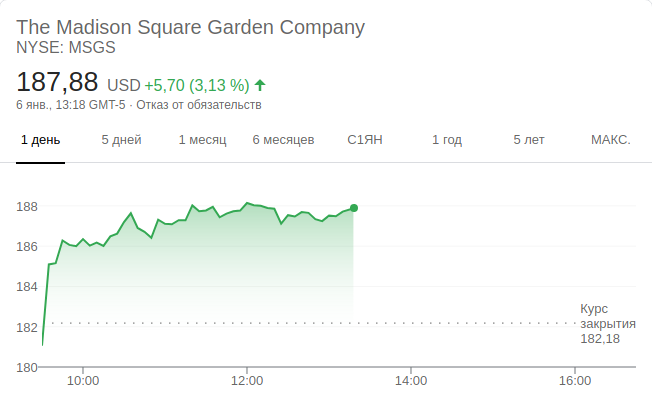 The Madison Square Garden Company
NYSE: MSGS
187,88 USD +5,70 (3,13 %)
6 янв., 13:18 GMT-5 · Отказ от обязательств
1 день 5 дней 1 месяц 6 месяцев С1ЯН 1 год 5 лет МАКС.
188
186
184
182
180
Курс
закрытия
182,18
10:00 12:00 14:00 16:00